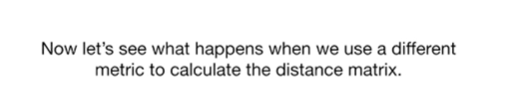 Now let's see what happens when we use a different
metric to calculate the distance matrix.